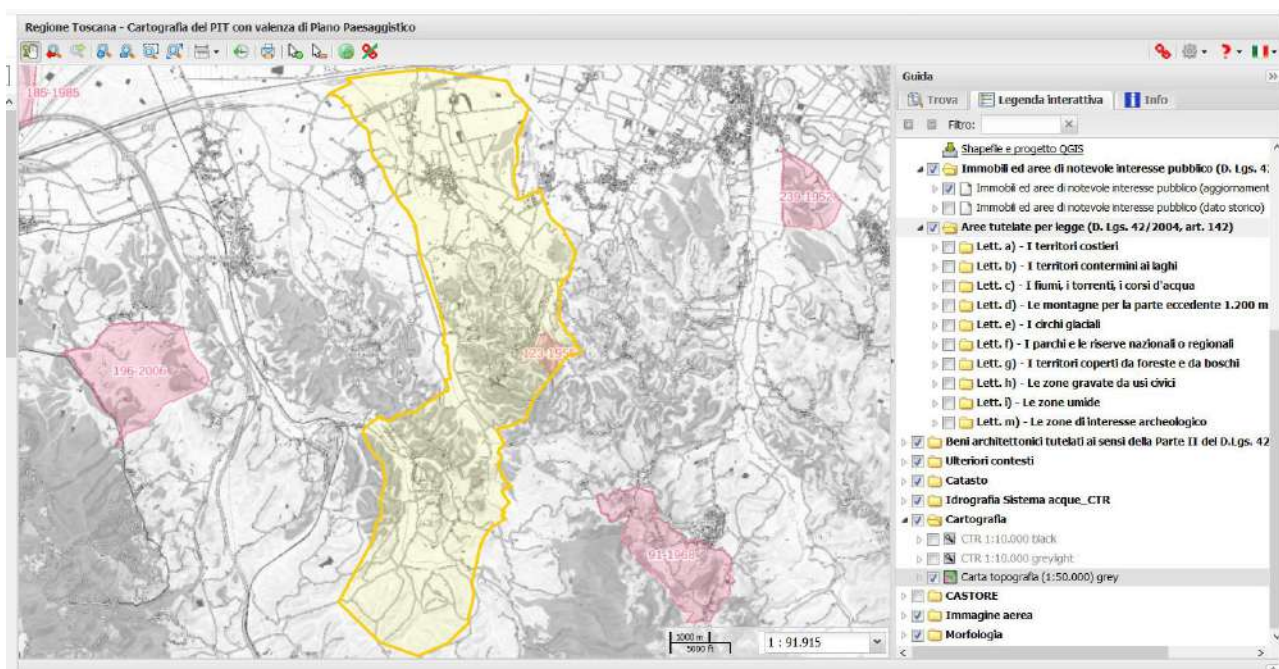 Regione Toscana - Cartografia del PIT con valenza di Piano Paesaggistico
185-1985
239-1952
196-2006
91-1968
1000 m
5000 ft
1 : 91.915
Guida
Trova
Legenda interattiva
Info
Filtro:
Shapefile e progetto QGIS
Immobili ed aree di notevole interesse pubblico (D. Lgs. 4
Immobili ed aree di notevole interesse pubblico (aggiornament
Immobili ed aree di notevole interesse pubblico (dato storico)
Aree tutelate per legge (D. Lgs. 42/2004, art. 142)
Lett. a) - I territori costieri
Lett. b) - I territori contermini ai laghi
Lett. c) - I fiumi, i torrenti, i corsi d'acqua
Lett. d) - Le montagne per la parte eccedente 1.200 m
Lett. e) - I circhi glaciali
Lett. f) - I parchi e le riserve nazionali o regionali
Lett. g) - I territori coperti da foreste e da boschi
Lett. h) - Le zone gravate da usi civici
Lett. i) - Le zone umide
Lett. m) - Le zone di interesse archeologico
Beni architettonici tutelati ai sensi della Parte II del D.Lgs. 42
Ulteriori contesti
Catasto
Idrografia Sistema acque_CTR
Cartografia
CTR 1:10.000 black
CTR 1:10.000 greylight
Carta topografia (1:50.000) grey
CASTORE
Immagine aerea
Morfologia